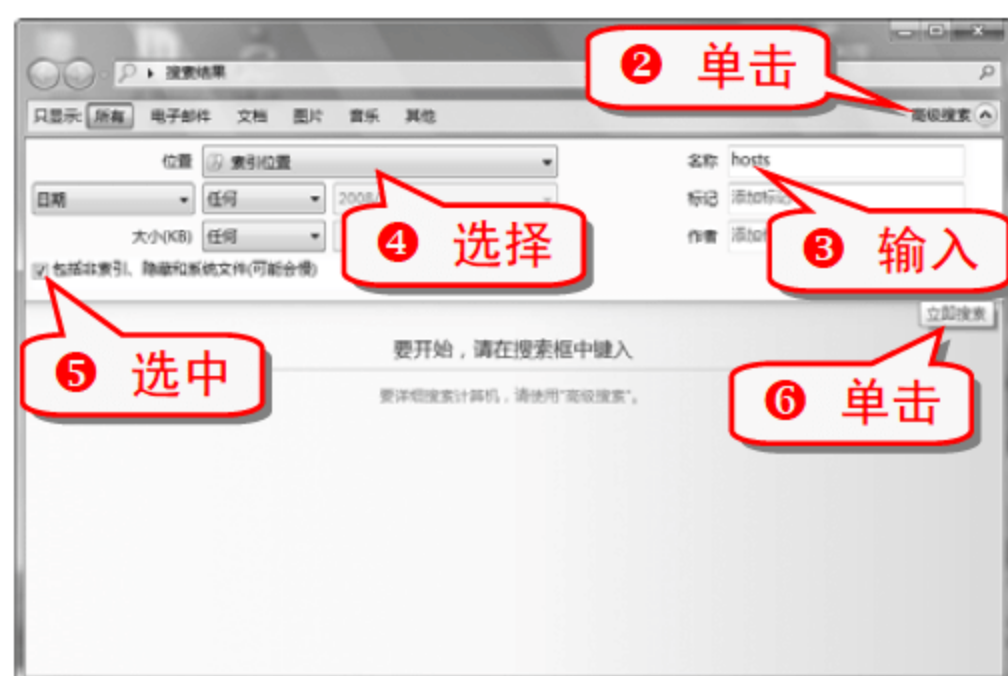 ❷ 单击
搜索结果
只显示: 所有 电子邮件 文档 图片 音乐 其他 高级搜索
位置 索引位置 名称 hosts
日期 任何 2008/ 标记 添加标记
❹ 选择
❸ 输入
大小(KB) 任何 作者 添加
包括非索引、隐藏和系统文件(可能会慢)
立即搜索
❺ 选中
要开始，请在搜索框中键入
❻ 单击
要详细搜索计算机，请使用"高级搜索"。